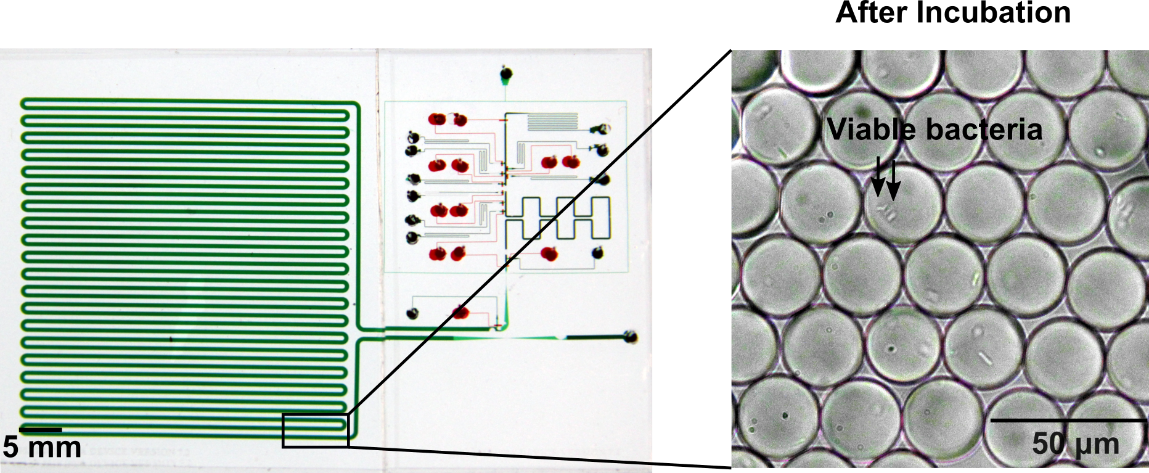 After Incubation
Viable bacteria
5 mm
50 µm